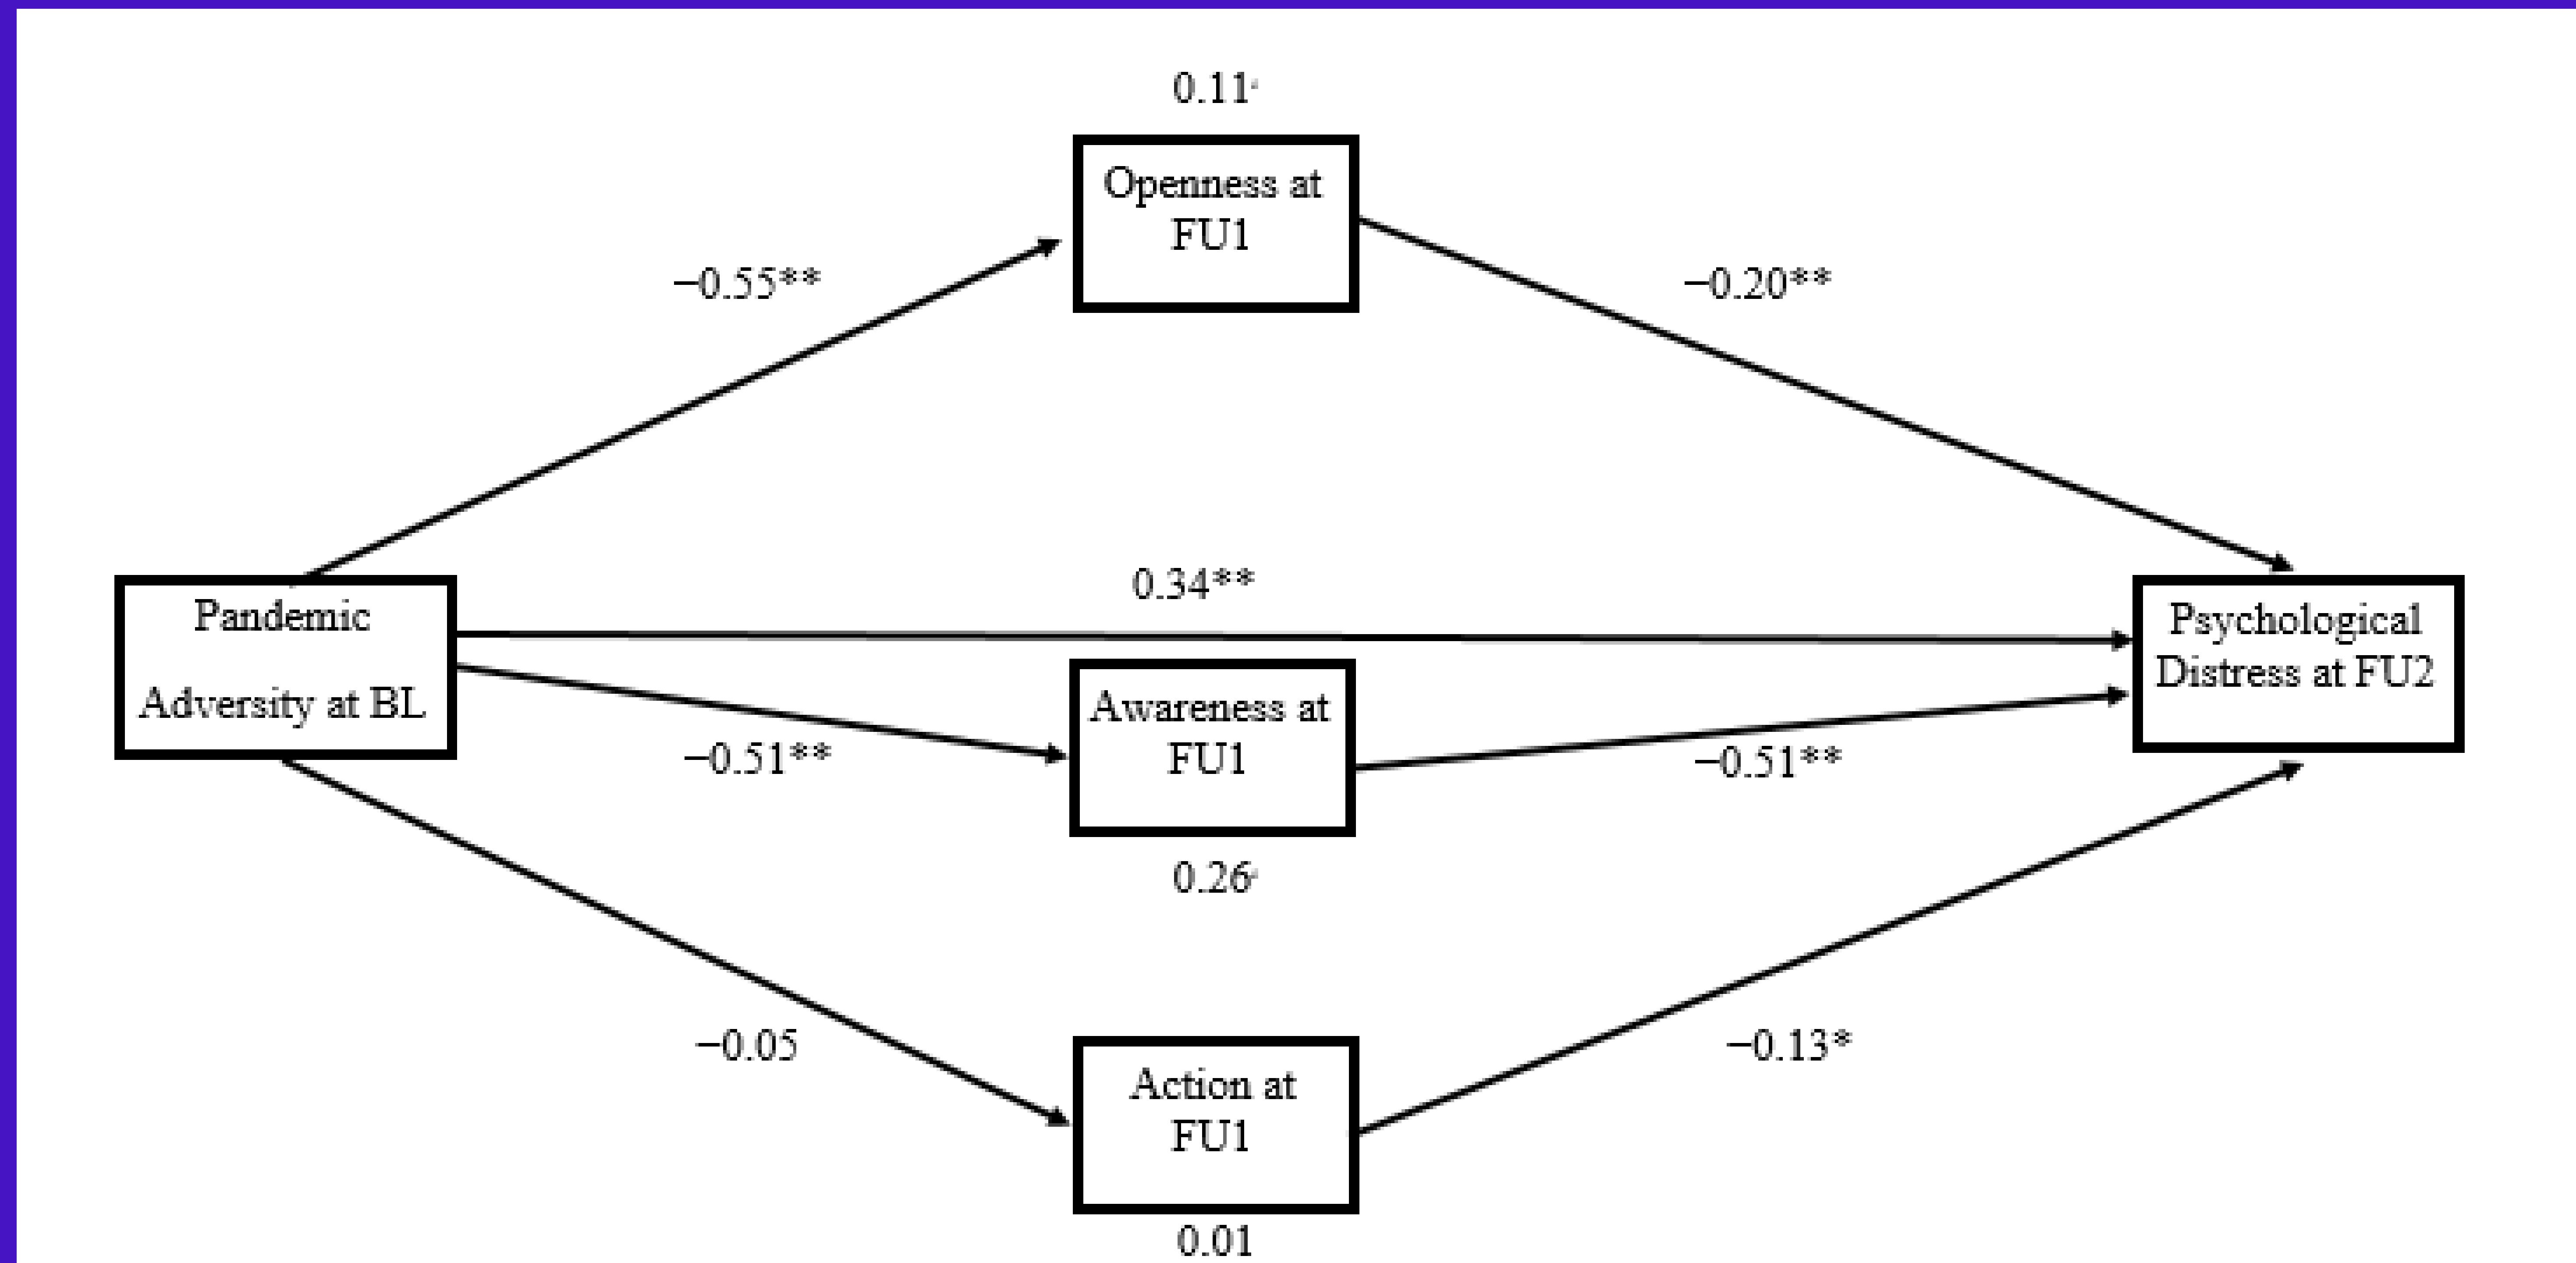 0.11
Openness at
FU1
−0.55**
−0.20**
0.34**
Pandemic
Adversity at BL
Psychological
Distress at FU2
Awareness at
FU1
−0.51**
−0.51**
0.26
−0.05
−0.13*
Action at
FU1
0.01